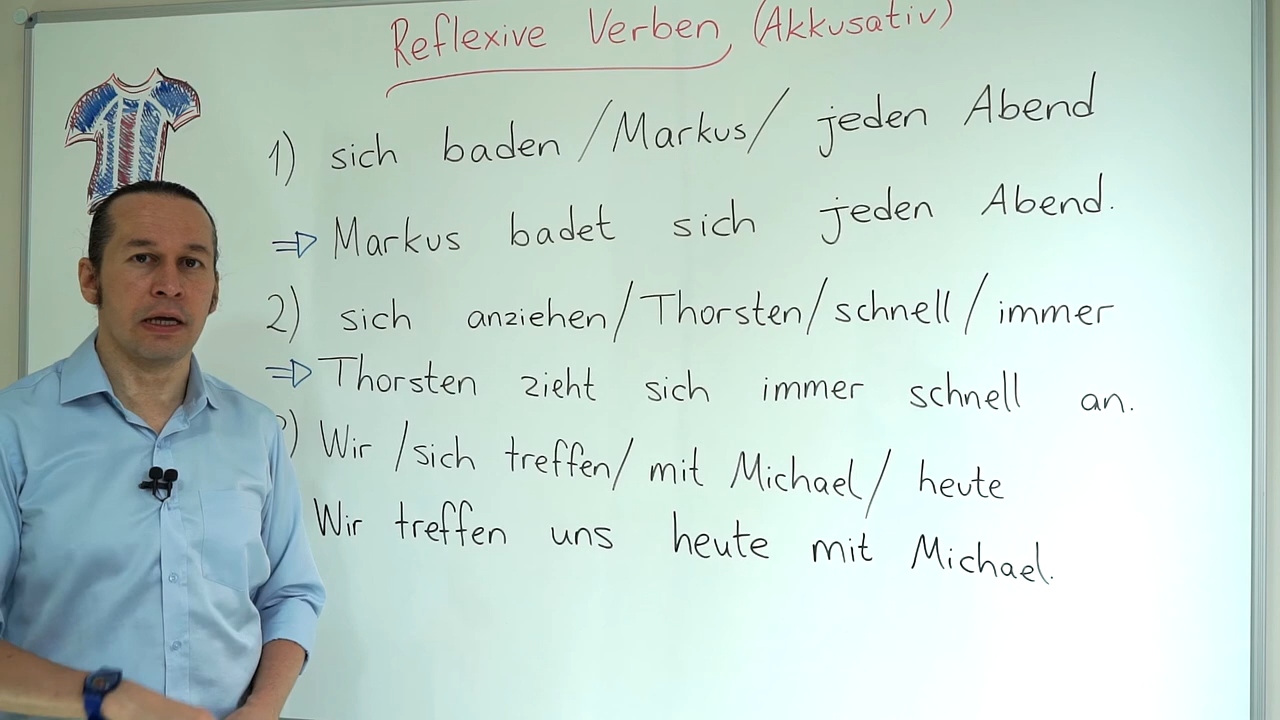 Reflexive Verben (Akkusativ)
1) sich baden / Markus / jeden Abend
⇒ Markus badet sich jeden Abend.
2) sich anziehen / Thorsten / schnell / immer
⇒ Thorsten zieht sich immer schnell an.
) Wir / sich treffen / mit Michael / heute
Wir treffen uns heute mit Michael.